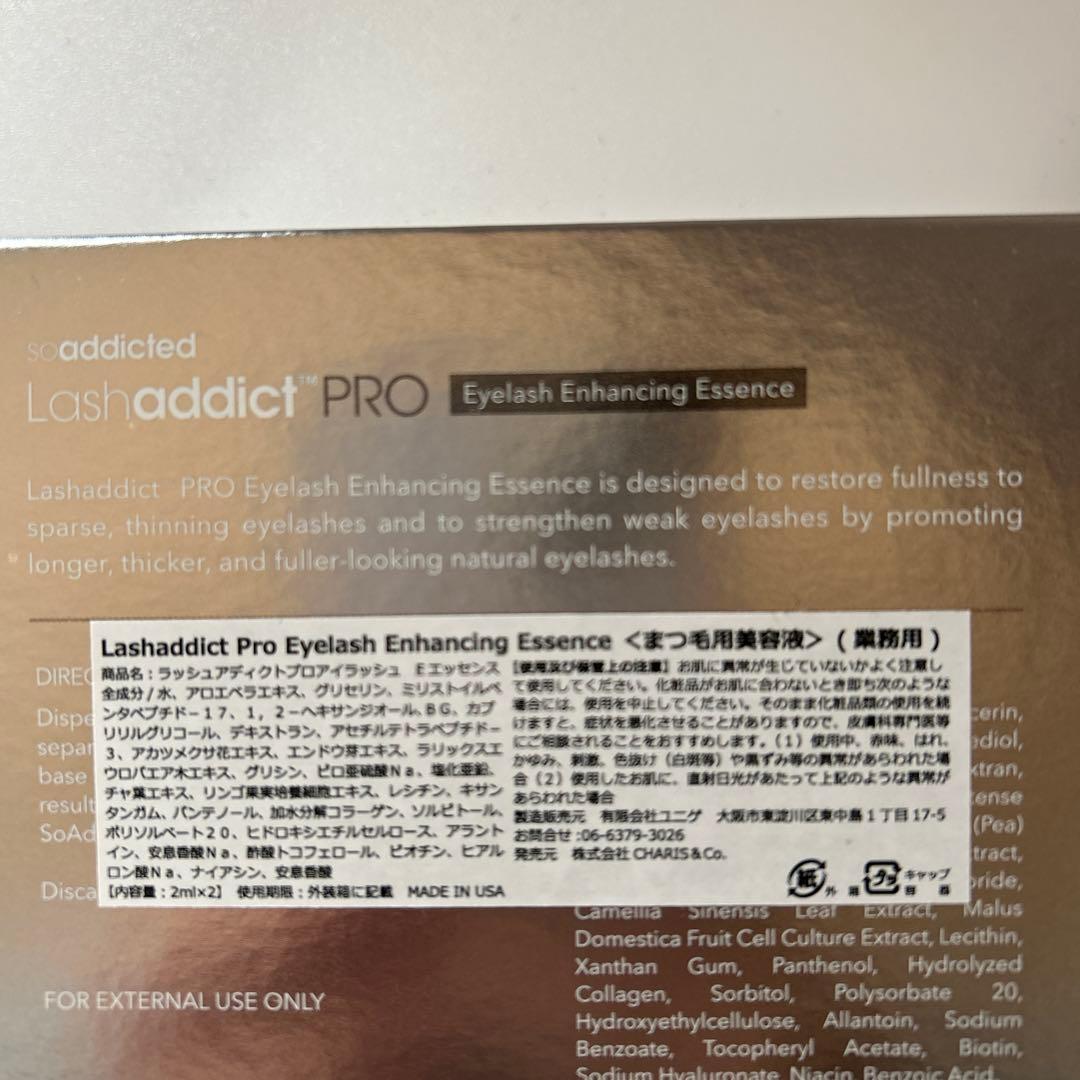 soaddicted
Lashaddict™ PRO Eyelash Enhancing Essence
Lashaddict PRO Eyelash Enhancing Essence is designed to restore fullness to
sparse, thinning eyelashes and to strengthen weak eyelashes by promoting
longer, thicker, and fuller-looking natural eyelashes.
Lashaddict Pro Eyelash Enhancing Essence <まつ毛用美容液> (業務用)
商品名:ラッシュアディクトプロアイラッシュ Eエッセンス
全成分/水、アロエベラエキス、グリセリン、ミリストイルペ
ンタペプチド-17、1,2-ヘキサンジオール、BG、カプ
リリルグリコール、デキストラン、アセチルテトラペプチド-
3、アカツメクサ花エキス、エンドウ芽エキス、ラリックスエ
ウロパエア木エキス、グリシン、ピロ亜硫酸Na、塩化亜鉛、
チャ葉エキス、リンゴ果実培養細胞エキス、レシチン、キサン
タンガム、パンテノール、加水分解コラーゲン、ソルビトール、
ポリソルベート20、ヒドロキシエチルセルロース、アラント
イン、安息香酸Na、酢酸トコフェロール、ビオチン、ヒアル
ロン酸Na、ナイアシン、安息香酸
【内容量:2ml×2】 使用期限:外装箱に記載 MADE IN USA
【使用及び保管上の注意】お肌に異常が生じていないかよく注意し
て使用してください。化粧品がお肌に合わないとき即ち次のような
場合には、使用を中止してください。そのまま化粧品類の使用を続
けますと、症状を悪化させることがありますので、皮膚科専門医等
にご相談されることをおすすめします。(1)使用中、赤味、はれ、
かゆみ、刺激、色抜け(白斑等)や黒ずみ等の異常があらわれた場
合(2)使用したお肌に、直射日光があたって上記のような異常が
あらわれた場合
製造販売元 有限会社ユニゲ 大阪市東淀川区東中島1丁目17-5
お問合せ:06-6379-3026
発売元 株式会社CHARIS&Co.
紙 外箱 プラ キャップ
容器
DIREC
Dispe
separ
base
result
SoAd
Disca
FOR EXTERNAL USE ONLY
cerin,
ediol,
xtran,
ense
(Pea)
tract,
oride,
Camellia Sinensis Leaf Extract, Malus
Domestica Fruit Cell Culture Extract, Lecithin,
Xanthan Gum, Panthenol, Hydrolyzed
Collagen, Sorbitol, Polysorbate 20,
Hydroxyethylcellulose, Allantoin, Sodium
Benzoate, Tocopheryl Acetate, Biotin,
Sodium Hyaluronate, Niacin, Benzoic Acid.